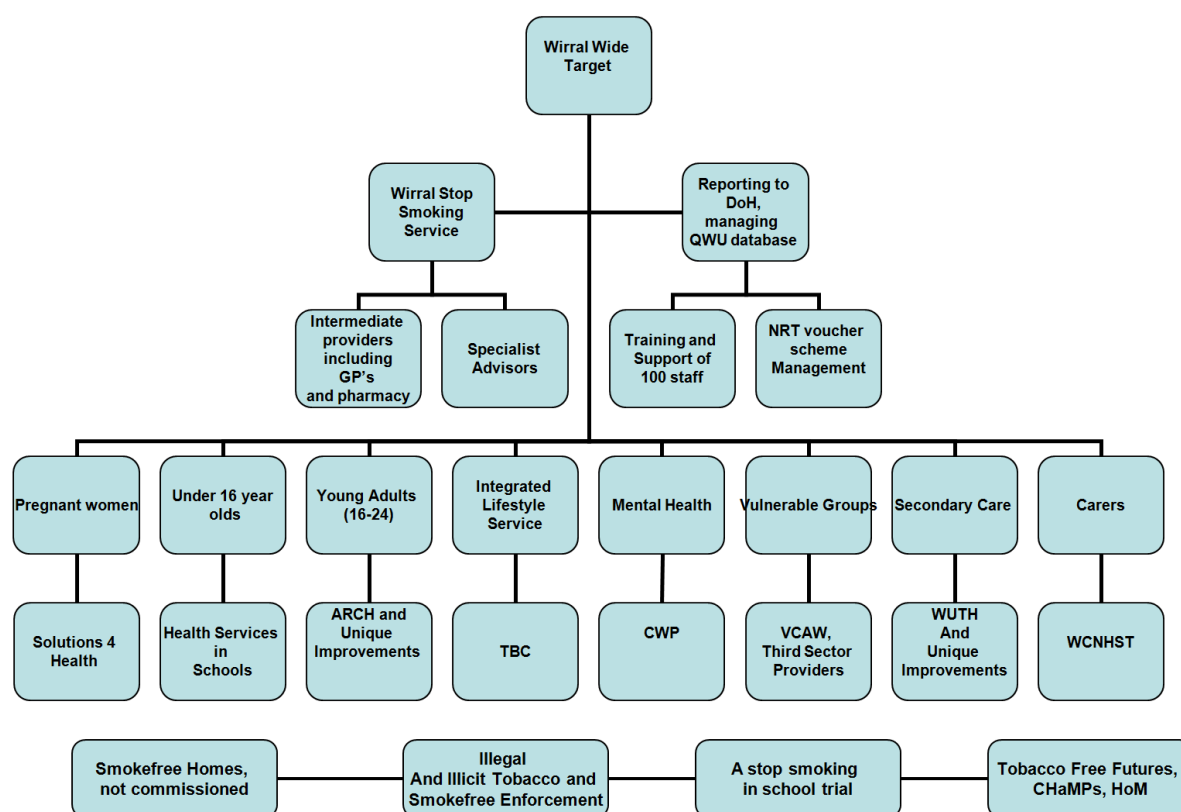 Wirral Wide
Target
Wirral Stop
Smoking
Service
Reporting to
DoH,
managing
QWU database
Intermediate
providers
including
GP's
and pharmacy
Specialist
Advisors
Training and
Support of
100 staff
NRT voucher
scheme
Management
Pregnant women
Under 16 year
olds
Young Adults
(16-24)
Integrated
Lifestyle
Service
Mental Health
Vulnerable Groups
Secondary Care
Carers
Solutions 4
Health
Health Services
in
Schools
ARCH and
Unique
Improvements
TBC
CWP
VCAW,
Third Sector
Providers
WUTH
And
Unique
Improvements
WCNHST
Smokefree Homes,
not commissioned
Illegal
And Illicit Tobacco and
Smokefree Enforcement
A stop smoking
in school trial
Tobacco Free Futures,
CHaMPs, HoM